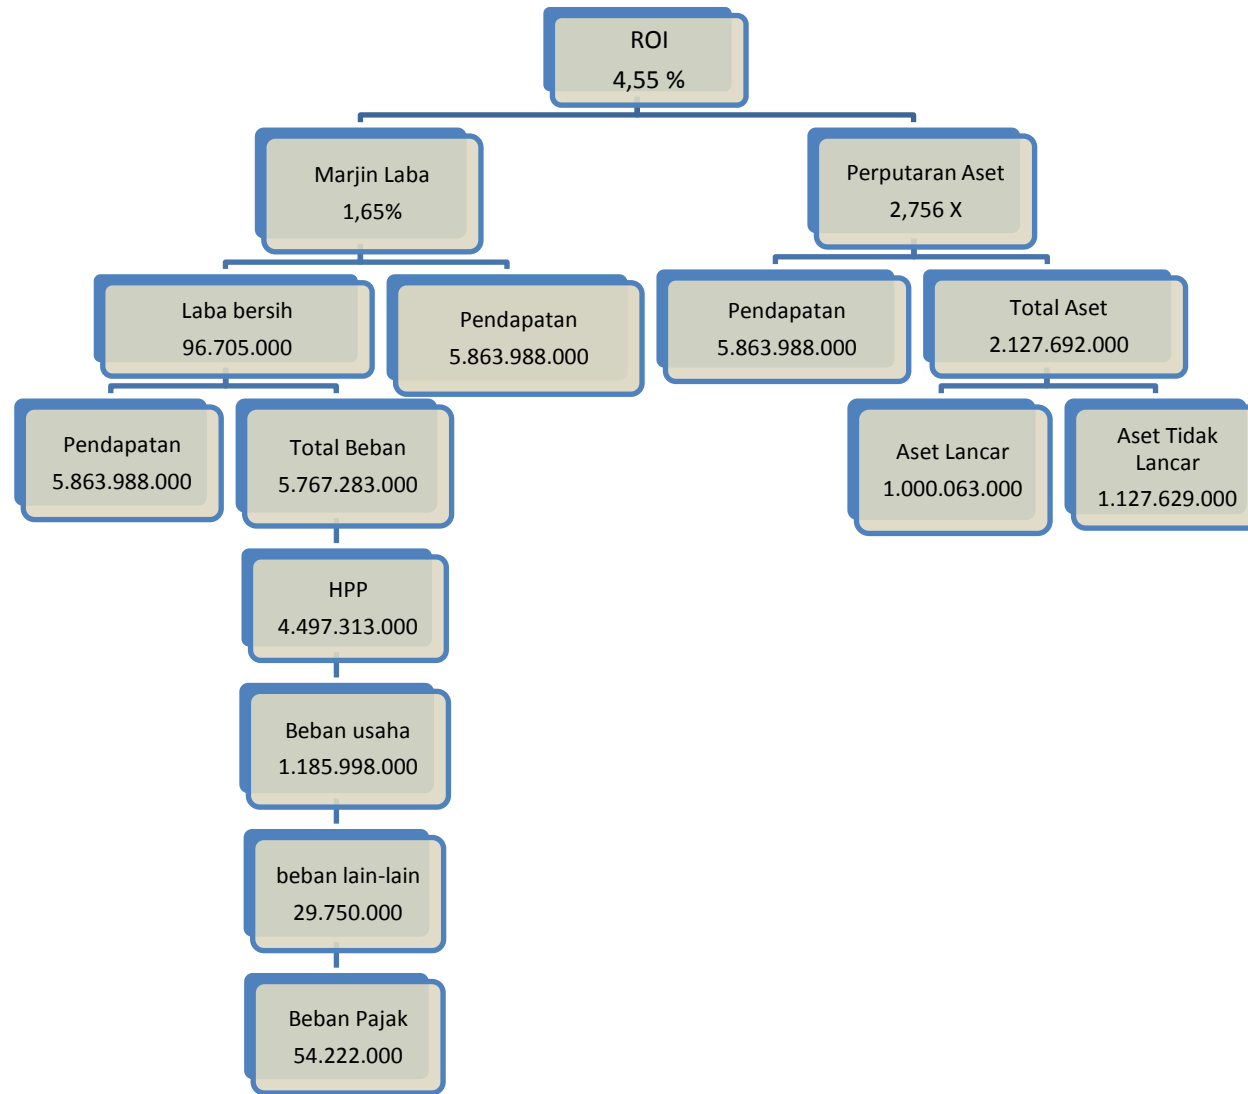 ROI
4,55 %
Marjin Laba
1,65%
Perputaran Aset
2,756 X
Laba bersih
96.705.000
Pendapatan
5.863.988.000
Pendapatan
5.863.988.000
Total Aset
2.127.692.000
Pendapatan
5.863.988.000
Total Beban
5.767.283.000
Aset Lancar
1.000.063.000
Aset Tidak
Lancar
1.127.629.000
HPP
4.497.313.000
Beban usaha
1.185.998.000
beban lain-lain
29.750.000
Beban Pajak
54.222.000